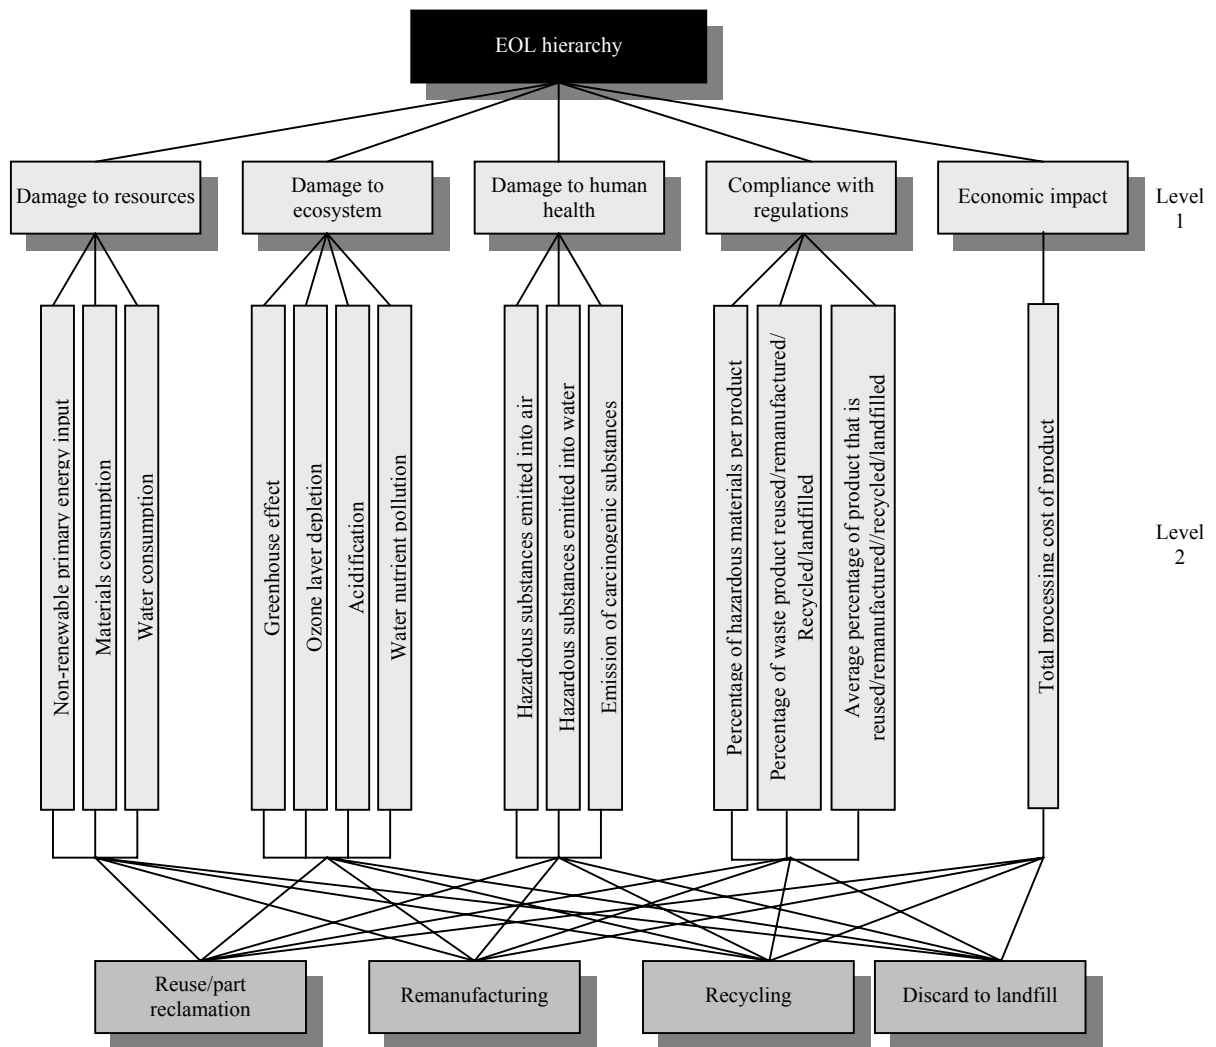 EOL hierarchy
Damage to resources
Damage to
ecosystem
Damage to human
health
Compliance with
regulations
Economic impact
Level
1
Non-renewable primary energy input
Materials consumption
Water consumption
Greenhouse effect
Ozone layer depletion
Acidification
Water nutrient pollution
Hazardous substances emitted into air
Hazardous substances emitted into water
Emission of carcinogenic substances
Percentage of hazardous materials per product
Percentage of waste product reused/remanufactured/
Recycled/landfilled
Average percentage of product that is
reused/remanufactured//recycled/landfilled
Total processing cost of product
Level
2
Reuse/part
reclamation
Remanufacturing
Recycling
Discard to landfill